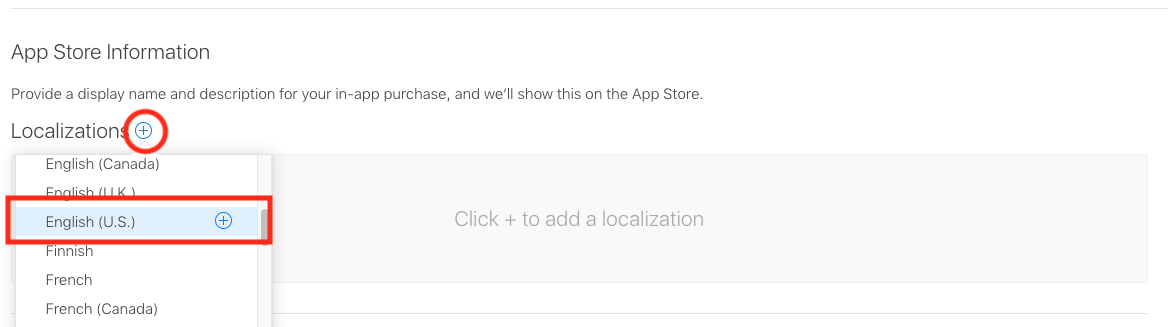 App Store Information
Provide a display name and description for your in-app purchase, and we’ll show this on the App Store.
Localizations
English (Canada)
English (U.K.)
English (U.S.)
Click + to add a localization
Finnish
French
French (Canada)